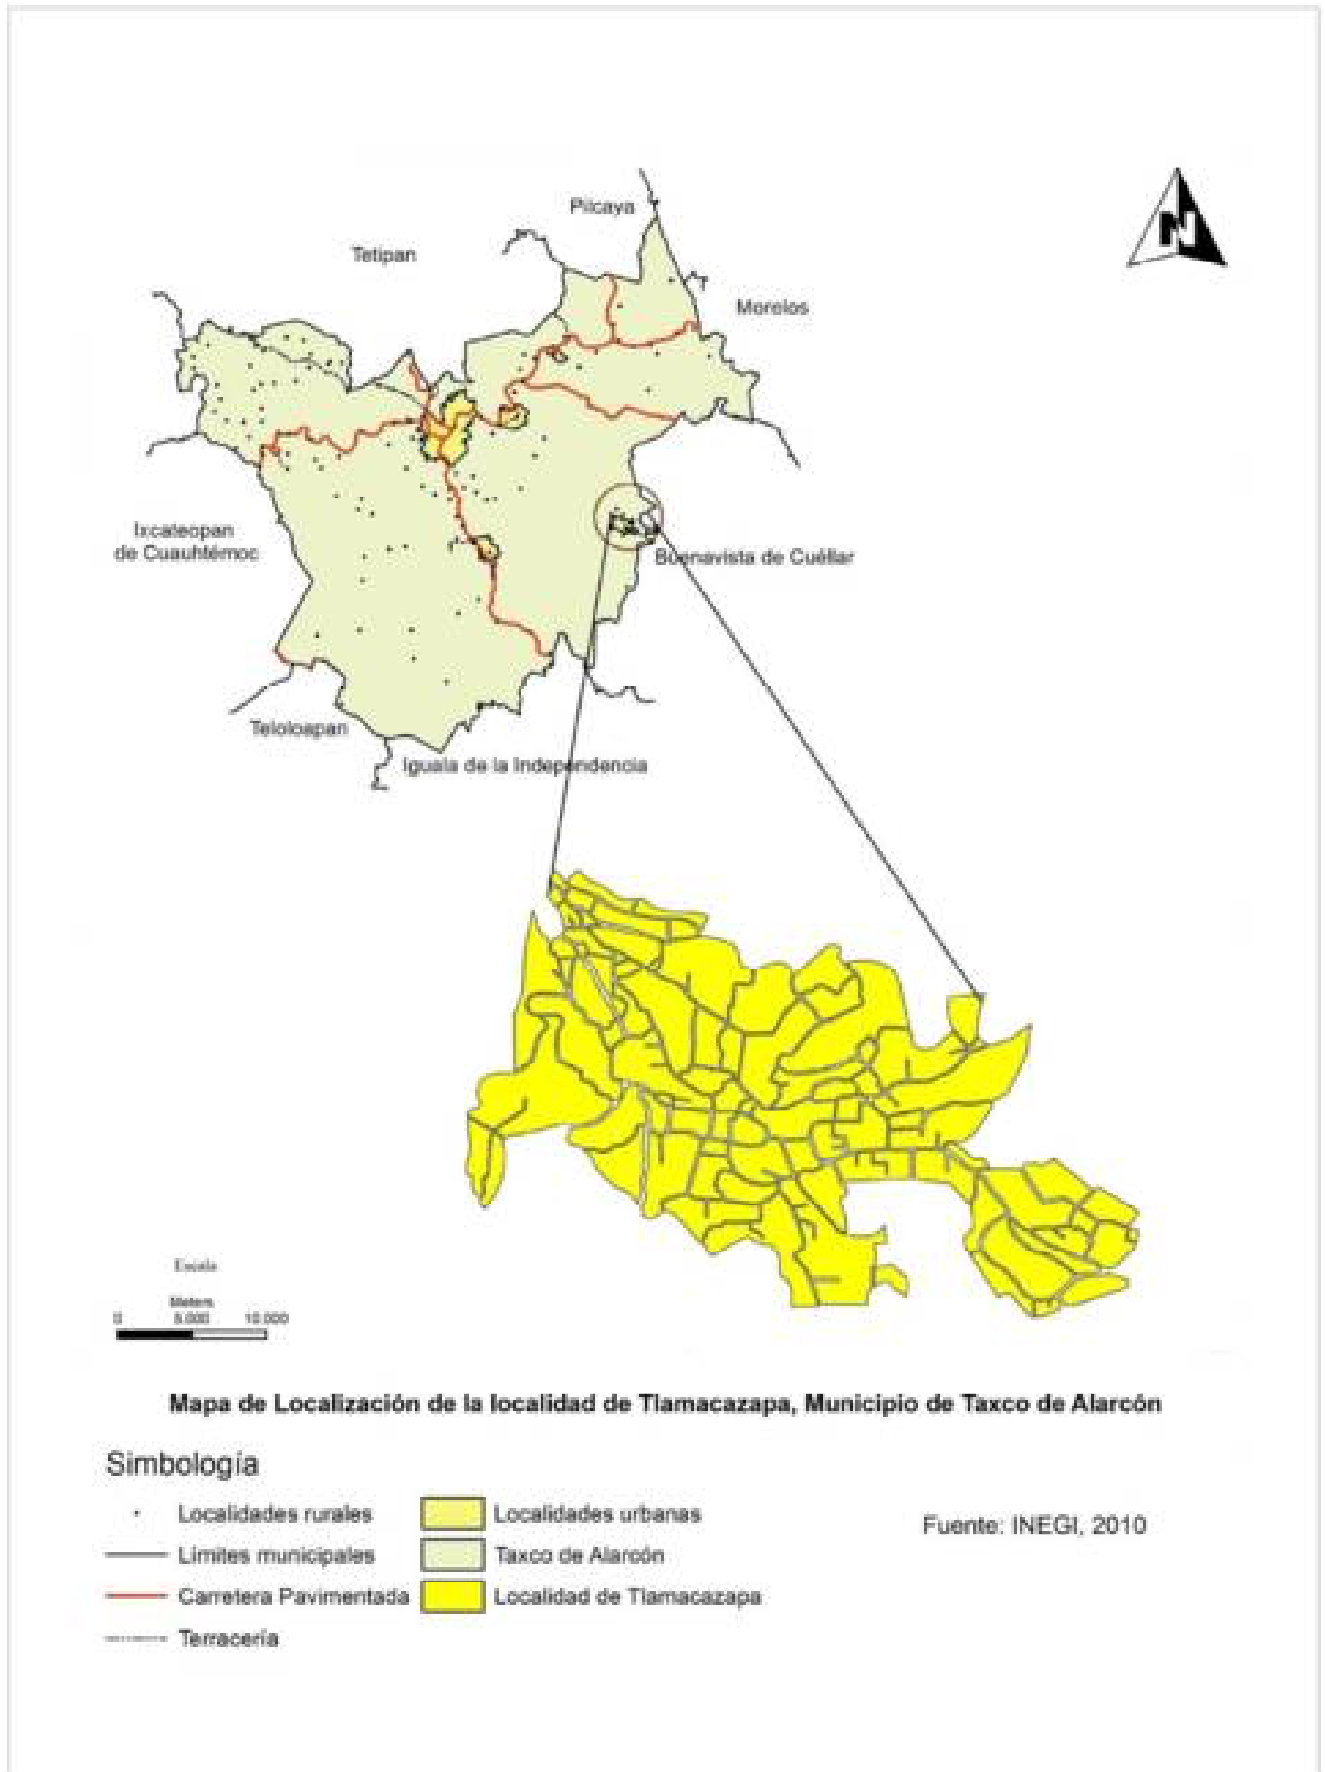 Pilcaya
Tetipan
N
Morelos
Ixcateopan
de Cuauhtémoc
Buenavista de Cuéllar
Teloloapan
Iguala de la Independencia
Escala
Meters
0 5,000 10,000
Mapa de Localización de la localidad de Tlamacazapa, Municipio de Taxco de Alarcón
Simbología
Localidades rurales
Localidades urbanas
Fuente: INEGI, 2010
Límites municipales
Taxco de Alarcón
Carretera Pavimentada
Localidad de Tlamacazapa
Terracería